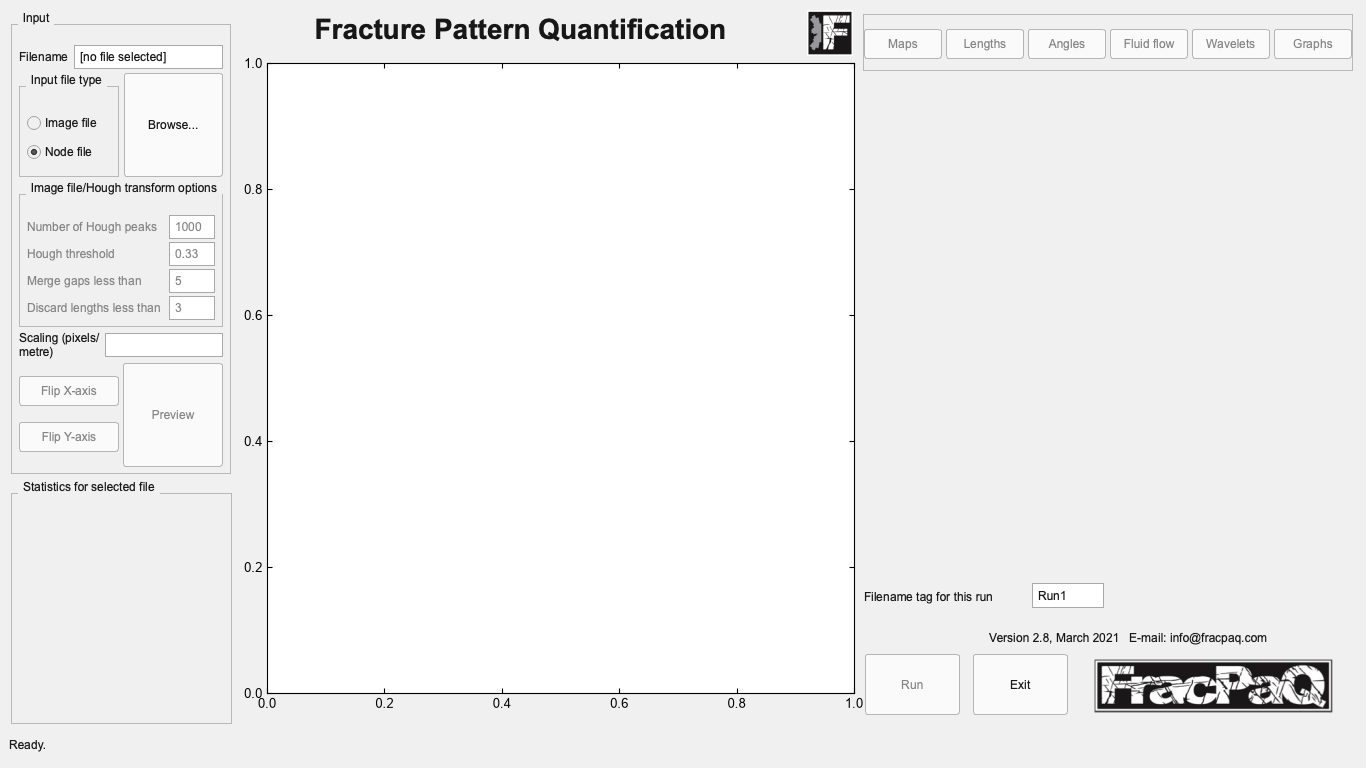 Input
Filename [no file selected]
Input file type
Image file
Node file
Browse...
Image file/Hough transform options
Number of Hough peaks 1000
Hough threshold 0.33
Merge gaps less than 5
Discard lengths less than 3
Scaling (pixels/
metre)
Flip X-axis
Flip Y-axis
Preview
Statistics for selected file
Ready.
Fracture Pattern Quantification
F
1.0
0.8
0.6
0.4
0.2
0.0
0.0 0.2 0.4 0.6 0.8 1.0
Maps Lengths Angles Fluid flow Wavelets Graphs
Filename tag for this run Run1
Version 2.8, March 2021 E-mail: info@fracpaq.com
Run Exit
FracPaQ